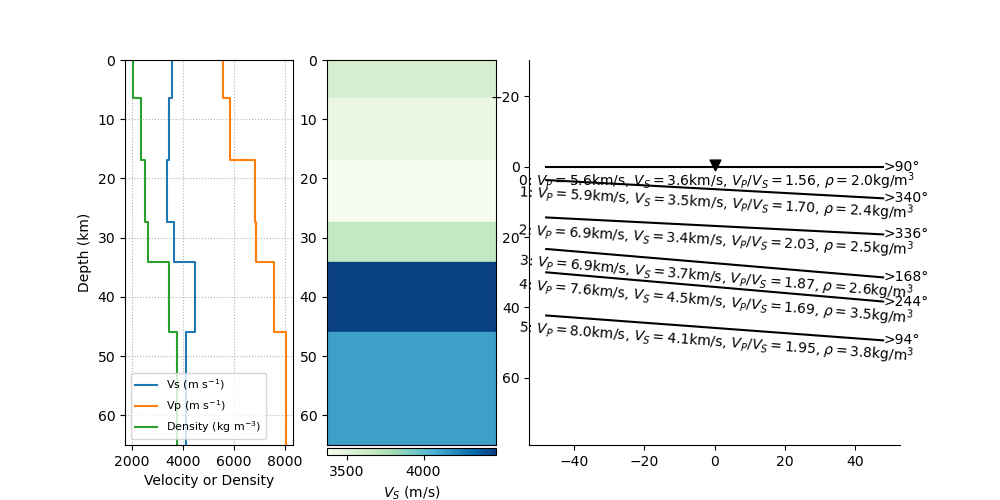 0
10
20
30
40
50
60
Depth (km)
2000 4000 6000 8000
Velocity or Density
Vs (m s⁻¹)
Vp (m s⁻¹)
Density (kg m⁻³)
0
10
20
30
40
50
60
3500 4000
V_S (m/s)
−20
0
20
40
60
−40 −20 0 20 40
>90°
0: V_P = 5.6km/s, V_S = 3.6km/s, V_P/V_S = 1.56, ρ = 2.0kg/m³
>340°
1: V_P = 5.9km/s, V_S = 3.5km/s, V_P/V_S = 1.70, ρ = 2.4kg/m³
>336°
2: V_P = 6.9km/s, V_S = 3.4km/s, V_P/V_S = 2.03, ρ = 2.5kg/m³
>168°
3: V_P = 6.9km/s, V_S = 3.7km/s, V_P/V_S = 1.87, ρ = 2.6kg/m³
>244°
4: V_P = 7.6km/s, V_S = 4.5km/s, V_P/V_S = 1.69, ρ = 3.5kg/m³
>94°
5: V_P = 8.0km/s, V_S = 4.1km/s, V_P/V_S = 1.95, ρ = 3.8kg/m³